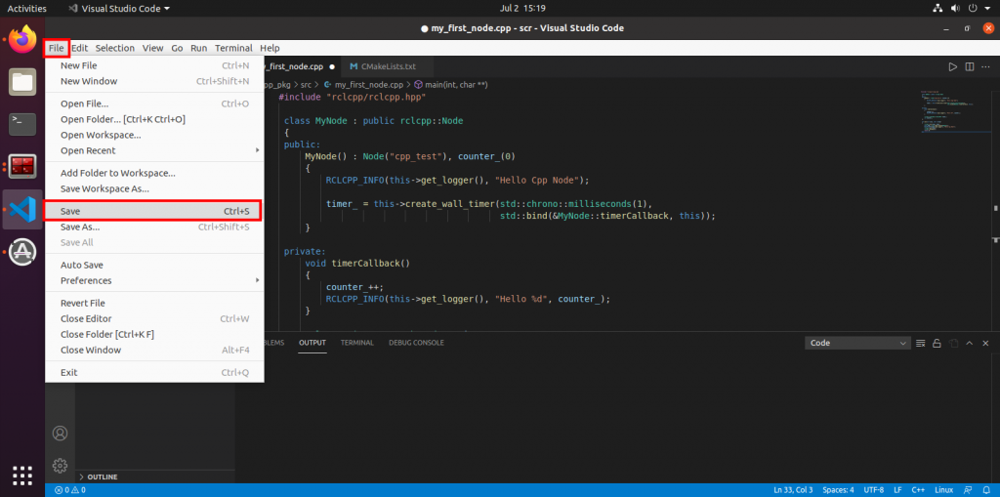 Activities
Visual Studio Code
Jul 2 15:19
my_first_node.cpp - scr - Visual Studio Code
File Edit Selection View Go Run Terminal Help
New File Ctrl+N
New Window Ctrl+Shift+N
Open File... Ctrl+O
Open Folder... [Ctrl+K Ctrl+O]
Open Workspace...
Open Recent
Add Folder to Workspace...
Save Workspace As...
Save Ctrl+S
Save As... Ctrl+Shift+S
Save All
Auto Save
Preferences
Revert File
Close Editor Ctrl+W
Close Folder [Ctrl+K F]
Close Window Alt+F4
Exit Ctrl+Q
_first_node.cpp
CMakeLists.txt
pp_pkg > src > my_first_node.cpp > main(int, char **)
#include "rclcpp/rclcpp.hpp"
class MyNode : public rclcpp::Node
{
public:
MyNode() : Node("cpp_test"), counter_(0)
{
RCLCPP_INFO(this->get_logger(), "Hello Cpp Node");
timer_ = this->create_wall_timer(std::chrono::milliseconds(1),
std::bind(&MyNode::timerCallback, this));
}
private:
void timerCallback()
{
counter_++;
RCLCPP_INFO(this->get_logger(), "Hello %d", counter_);
}
BLEMS OUTPUT TERMINAL DEBUG CONSOLE
Code
OUTLINE
0 0
Ln 33, Col 3 Spaces: 4 UTF-8 LF C++ Linux